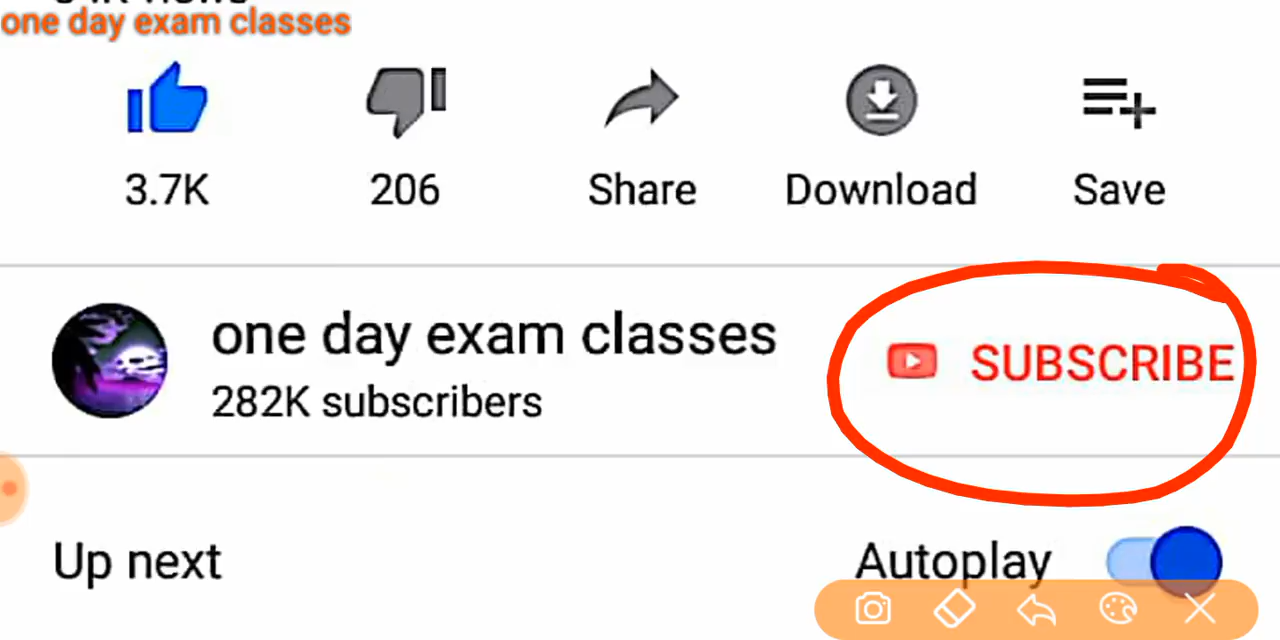 one day exam classes
3.7K 206 Share Download Save
one day exam classes
282K subscribers
SUBSCRIBE
Up next Autoplay